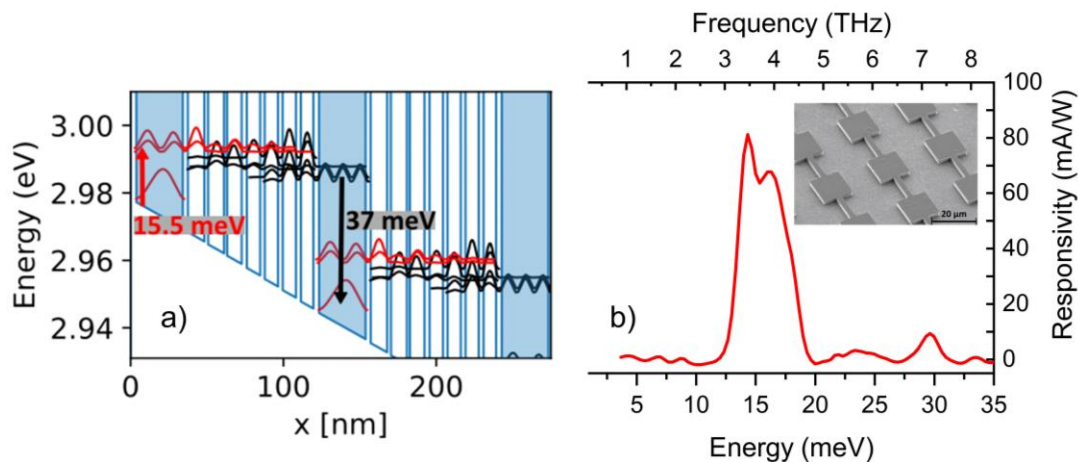 Energy (eV)
3.00
2.98
2.96
2.94
15.5 meV
37 meV
a)
0
100
200
x [nm]
Frequency (THz)
1 2 3 4 5 6 7 8
100
80
60
40
20
0
Responsivity (mA/W)
20 µm
b)
5 10 15 20 25 30 35
Energy (meV)